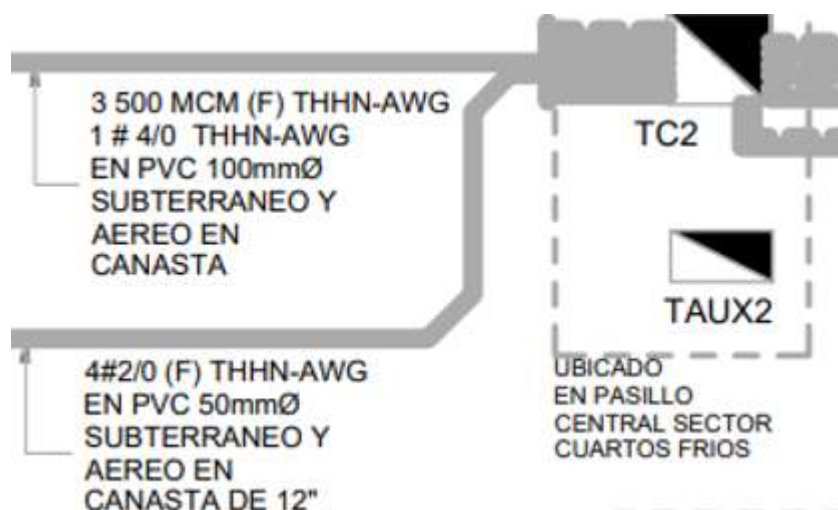 3 500 MCM (F) THHN-AWG
1 # 4/0 THHN-AWG
EN PVC 100mmØ
SUBTERRANEO Y
AEREO EN
CANASTA
TC2
TAUX2
4#2/0 (F) THHN-AWG
EN PVC 50mmØ
SUBTERRANEO Y
AEREO EN
CANASTA DE 12"
UBICADO
EN PASILLO
CENTRAL SECTOR
CUARTOS FRIOS